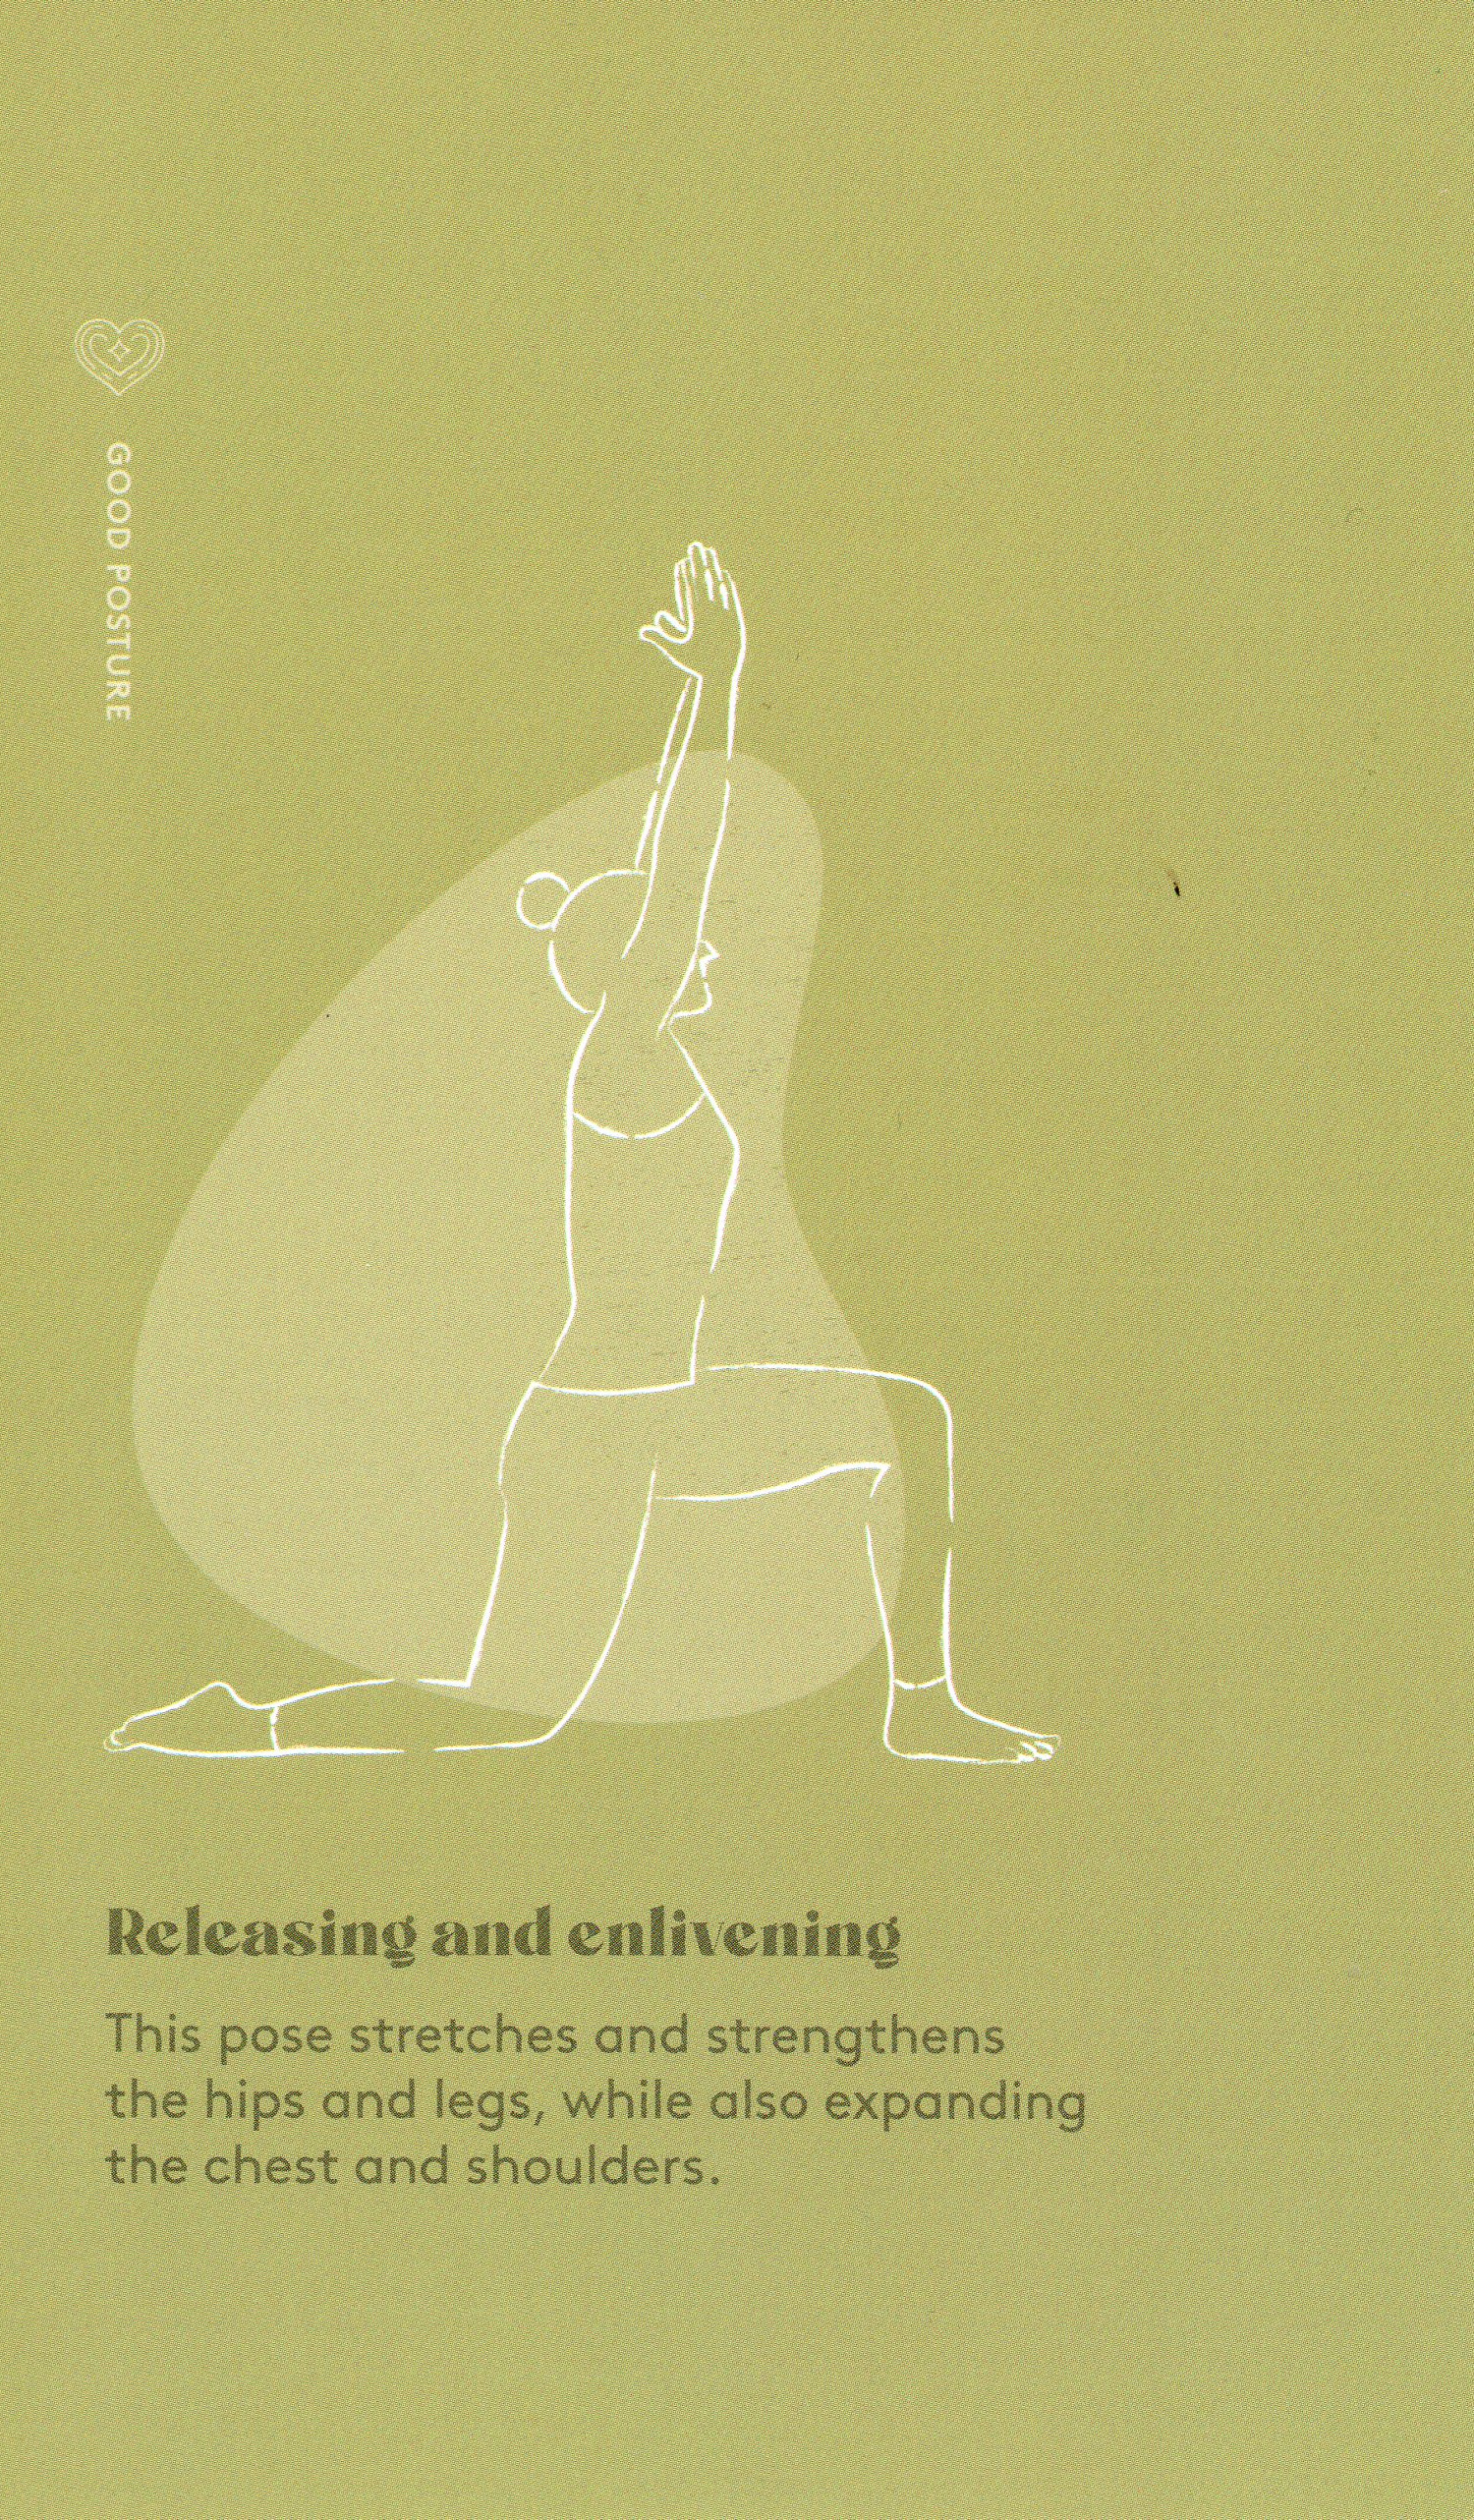 GOOD POSTURE
Releasing and enlivening
This pose stretches and strengthens
the hips and legs, while also expanding
the chest and shoulders.